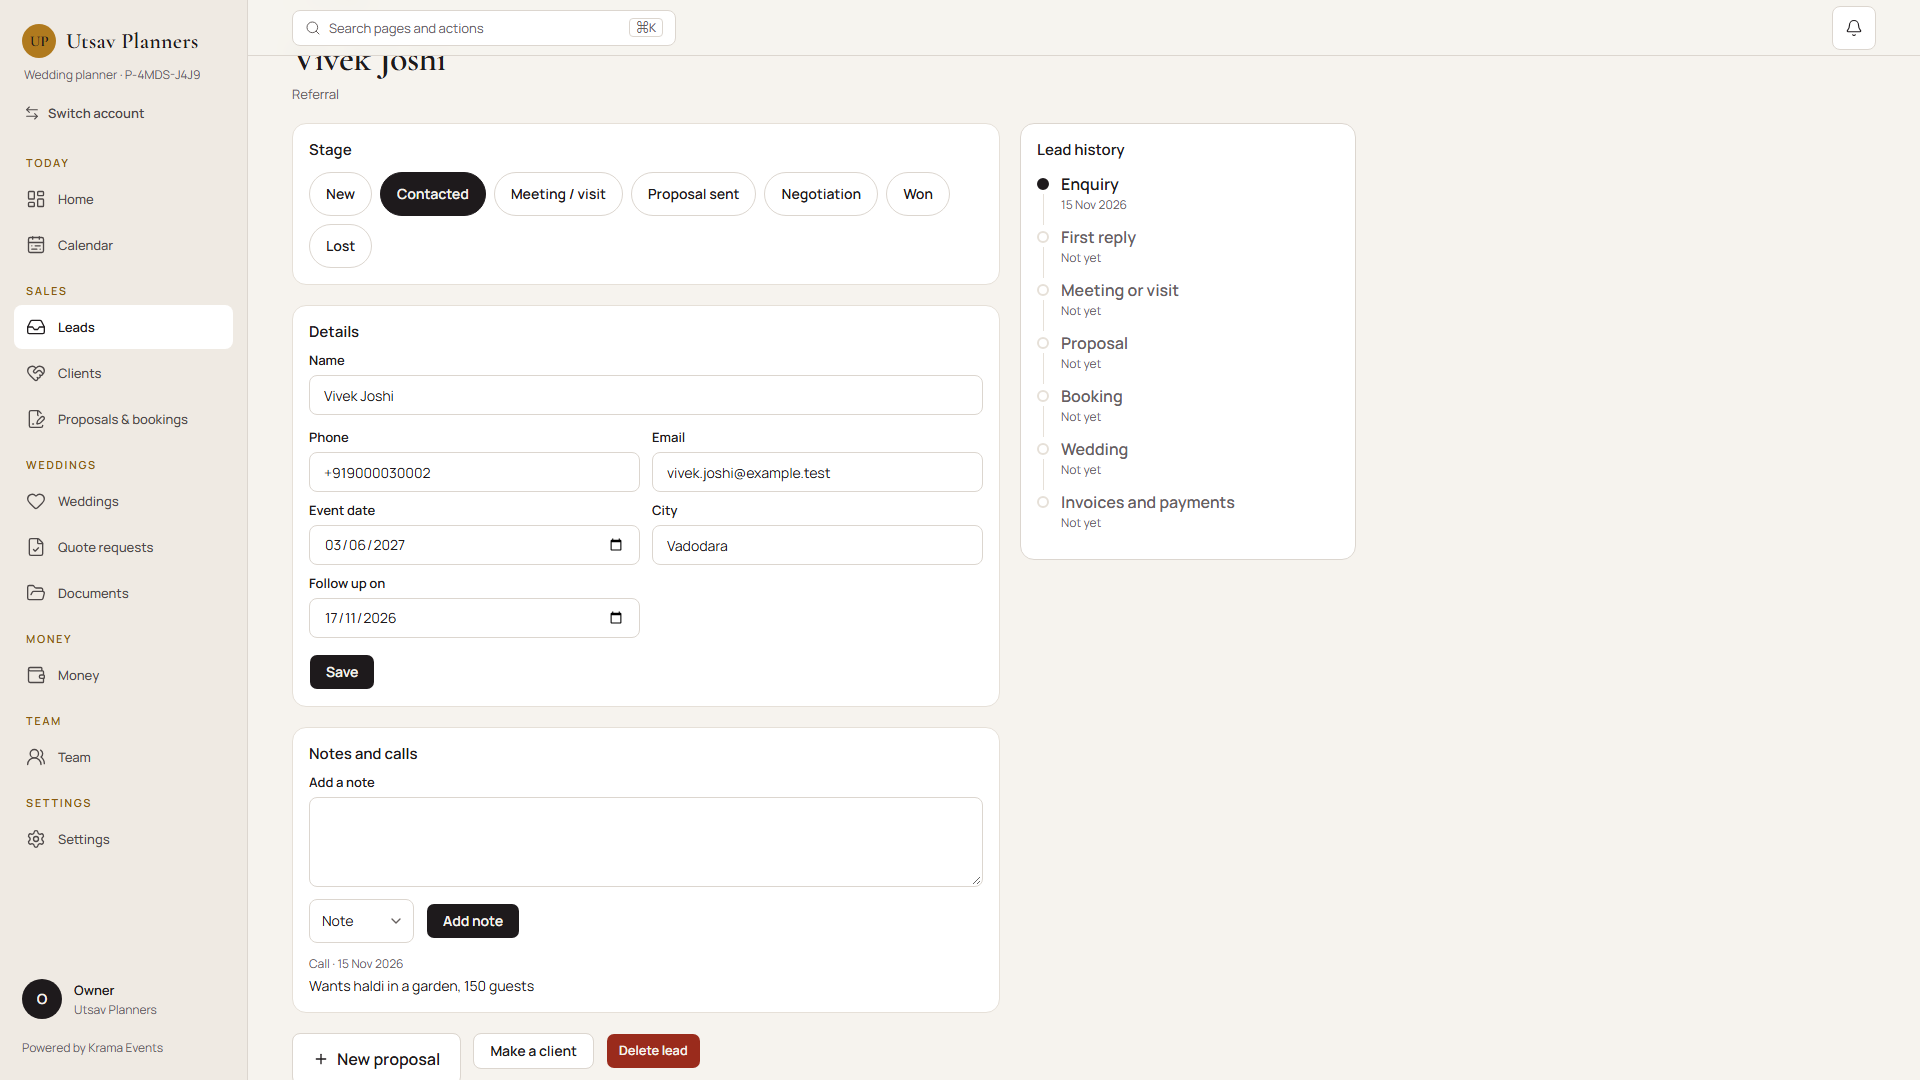 UP
Utsav Planners
Wedding planner · P-4MDS-J4J9
Switch account
TODAY
Home
Calendar
SALES
Leads
Clients
Proposals & bookings
WEDDINGS
Weddings
Quote requests
Documents
MONEY
Money
TEAM
Team
SETTINGS
Settings
O
Owner
Utsav Planners
Powered by Krama Events
Search pages and actions
⌘K
Vivek Joshi
Referral
Stage
New
Contacted
Meeting / visit
Proposal sent
Negotiation
Won
Lost
Details
Name
Vivek Joshi
Phone
Email
+919000030002
vivek.joshi@example.test
Event date
City
03/06/2027
Vadodara
Follow up on
17/11/2026
Save
Notes and calls
Add a note
Note
Add note
Call · 15 Nov 2026
Wants haldi in a garden, 150 guests
+ New proposal
Make a client
Delete lead
Lead history
Enquiry
15 Nov 2026
First reply
Not yet
Meeting or visit
Not yet
Proposal
Not yet
Booking
Not yet
Wedding
Not yet
Invoices and payments
Not yet